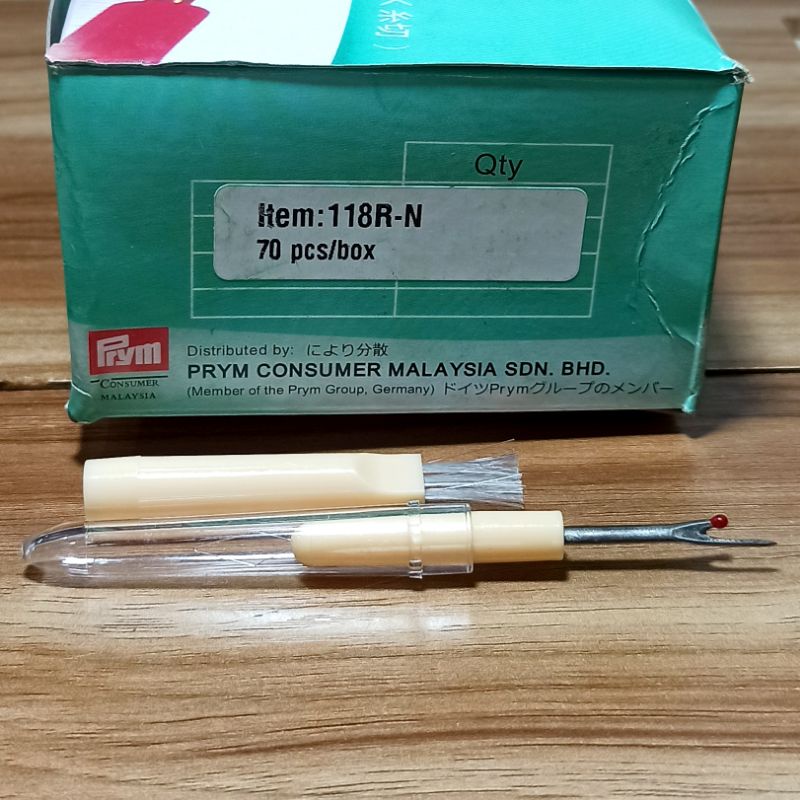 糸切)
Qty
Item:118R-N
70 pcs/box
Prym
CONSUMER
MALAYSIA
Distributed by: により分散
PRYM CONSUMER MALAYSIA SDN. BHD.
(Member of the Prym Group, Germany) ドイツPrymグループのメンバー